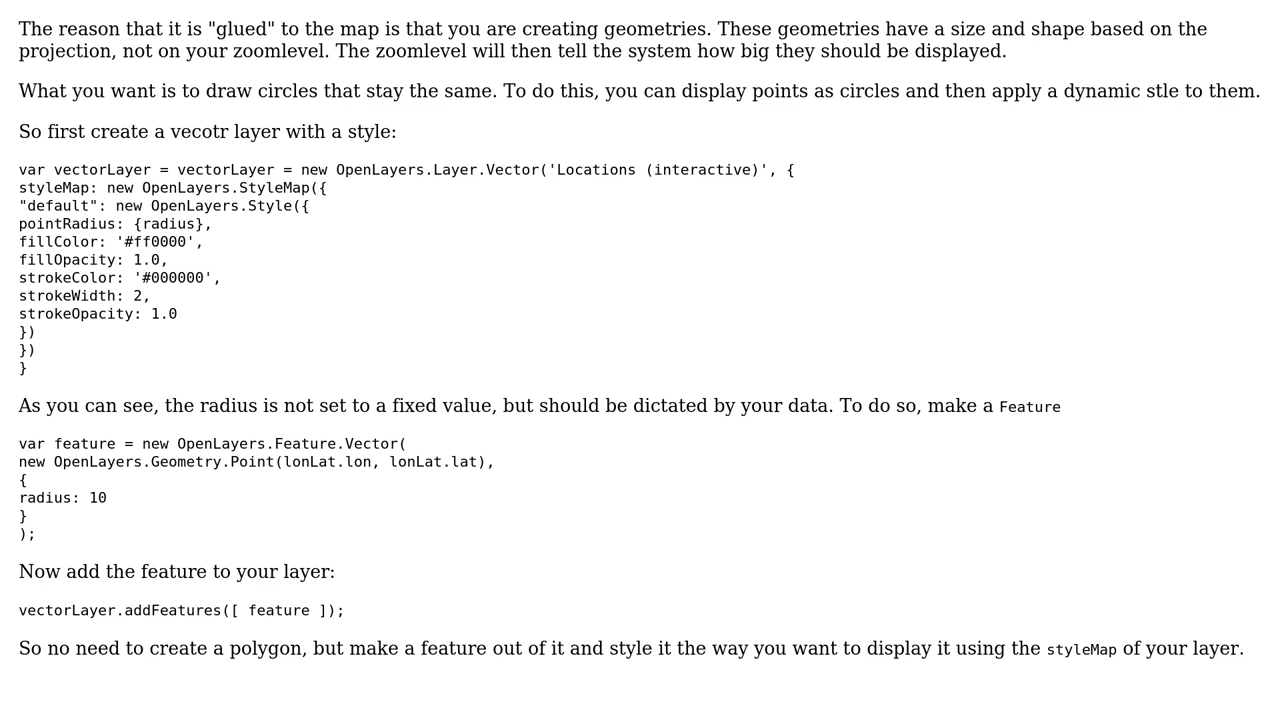 The reason that it is "glued" to the map is that you are creating geometries. These geometries have a size and shape based on the
projection, not on your zoomlevel. The zoomlevel will then tell the system how big they should be displayed.
What you want is to draw circles that stay the same. To do this, you can display points as circles and then apply a dynamic stle to them.
So first create a vecotr layer with a style:
var vectorLayer = vectorLayer = new OpenLayers.Layer.Vector('Locations (interactive)', {
styleMap: new OpenLayers.StyleMap({
"default": new OpenLayers.Style({
pointRadius: {radius},
fillColor: '#ff0000',
fillOpacity: 1.0,
strokeColor: '#000000',
strokeWidth: 2,
strokeOpacity: 1.0
})
})
}
As you can see, the radius is not set to a fixed value, but should be dictated by your data. To do so, make a Feature
var feature = new OpenLayers.Feature.Vector(
new OpenLayers.Geometry.Point(lonLat.lon, lonLat.lat),
{
radius: 10
}
);
Now add the feature to your layer:
vectorLayer.addFeatures([ feature ]);
So no need to create a polygon, but make a feature out of it and style it the way you want to display it using the styleMap of your layer.